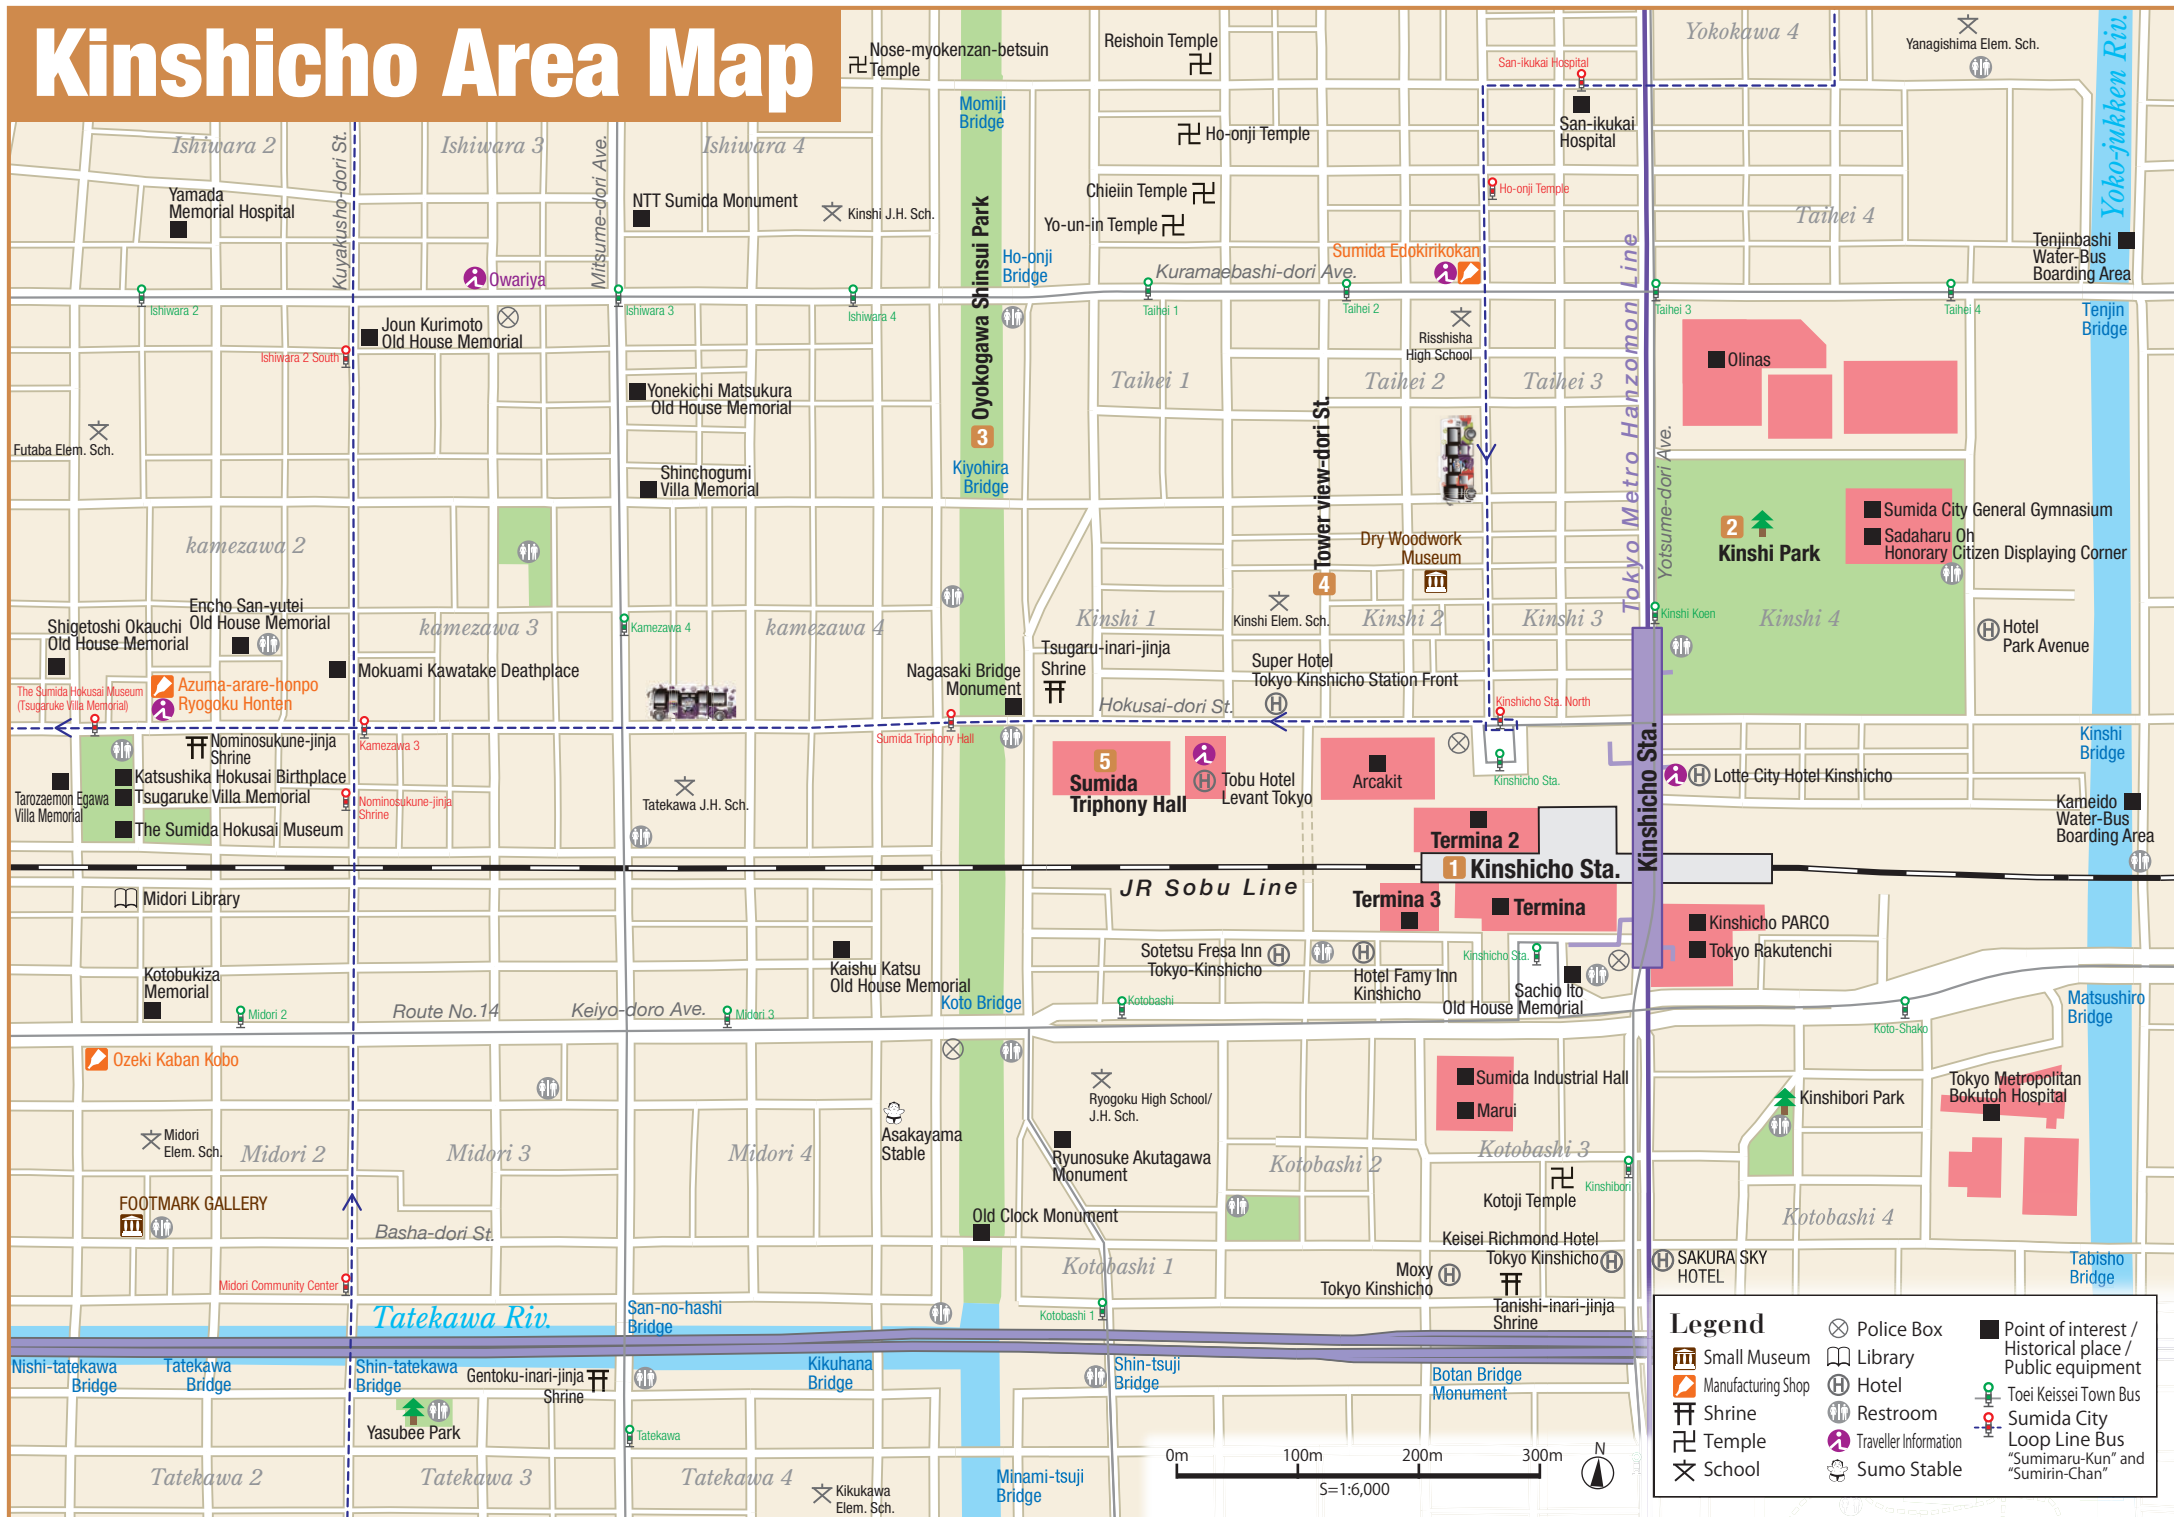 Kinshicho Area Map
Nose-myokenzan-betsuin
Temple
Reishoin Temple
San-ikukai Hospital
Yokokawa 4
Yanagishima Elem. Sch.
Yoko-jukken Riv.
Momiji
Bridge
Ho-onji Temple
San-ikukai
Hospital
Ishiwara 2
Kuyakusho-dori St.
Ishiwara 3
Mitsume-dori Ave.
Ishiwara 4
Yamada
Memorial Hospital
NTT Sumida Monument
Kinshi J.H. Sch.
Chieiin Temple
Ho-onji Temple
Yo-un-in Temple
Taihei 4
Oyokogawa Shinsui Park
Ho-onji
Bridge
Sumida Edokirikokan
Tokyo Metro Hanzomon Line
Tenjinbashi
Water-Bus
Boarding Area
Owariya
Kuramaebashi-dori Ave.
Ishiwara 2
Ishiwara 3
Ishiwara 4
Taihei 1
Taihei 2
Taihei 3
Taihei 4
Tenjin
Bridge
Joun Kurimoto
Old House Memorial
Ishiwara 2 South
Risshisha
High School
Olinas
Yonekichi Matsukura
Old House Memorial
Taihei 1
Taihei 2
Taihei 3
Tower view-dori St.
Yotsume-dori Ave.
Futaba Elem. Sch.
3
Kiyohira
Bridge
Shinchogumi
Villa Memorial
Sumida City General Gymnasium
Sadaharu Oh
Honorary Citizen Displaying Corner
2
Kinshi Park
kamezawa 2
Dry Woodwork
Museum
4
Encho San-yutei
Old House Memorial
Shigetoshi Okauchi
Old House Memorial
kamezawa 3
Kamezawa 4
kamezawa 4
Kinshi 1
Kinshi Elem. Sch.
Kinshi 2
Kinshi 3
Kinshi Koen
Kinshi 4
Hotel
Park Avenue
Mokuami Kawatake Deathplace
Nagasaki Bridge
Monument
Tsugaru-inari-jinja
Shrine
Super Hotel
Tokyo Kinshicho Station Front
The Sumida Hokusai Museum
(Tsugaruke Villa Memorial)
Azuma-arare-honpo
Ryogoku Honten
Hokusai-dori St.
Kinshicho Sta. North
Nominosukune-jinja
Shrine
Kamezawa 3
Sumida Triphony Hall
Kinshi
Bridge
Katsushika Hokusai Birthplace
Tsugaruke Villa Memorial
The Sumida Hokusai Museum
Tarozaemon Egawa
Villa Memorial
Nominosukune-jinja
Shrine
Tatekawa J.H. Sch.
5
Sumida
Triphony Hall
Tobu Hotel
Levant Tokyo
Arcakit
Kinshicho Sta.
Kinshicho Sta.
Lotte City Hotel Kinshicho
Kameido
Water-Bus
Boarding Area
Termina 2
1
Kinshicho Sta.
JR Sobu Line
Midori Library
Termina 3
Termina
Kinshicho PARCO
Tokyo Rakutenchi
Sotetsu Fresa Inn
Tokyo-Kinshicho
Hotel Famy Inn
Kinshicho
Kinshicho Sta.
Sachio Ito
Old House Memorial
Kotobukiza
Memorial
Kaishu Katsu
Old House Memorial
Koto Bridge
Kotobashi
Matsushiro
Bridge
Koto-Shako
Midori 2
Route No.14
Keiyo-doro Ave.
Midori 3
Ozeki Kaban Kobo
Ryogoku High School/
J.H. Sch.
Sumida Industrial Hall
Marui
Kinshibori Park
Tokyo Metropolitan
Bokutoh Hospital
Midori
Elem. Sch.
Midori 2
Midori 3
Midori 4
Asakayama
Stable
Ryunosuke Akutagawa
Monument
Kotobashi 2
Kotobashi 3
Kinshibori
Kotoji Temple
Kotobashi 4
FOOTMARK GALLERY
Basha-dori St.
Old Clock Monument
Kotobashi 1
Keisei Richmond Hotel
Tokyo Kinshicho
SAKURA SKY
HOTEL
Tabisho
Bridge
Moxy
Tokyo Kinshicho
Tanishi-inari-jinja
Shrine
Midori Community Center
Tatekawa Riv.
San-no-hashi
Bridge
Kotobashi 1
Nishi-tatekawa
Bridge
Tatekawa
Bridge
Shin-tatekawa
Bridge
Gentoku-inari-jinja
Shrine
Kikuhana
Bridge
Shin-tsuji
Bridge
Botan Bridge
Monument
Yasubee Park
Tatekawa
Tatekawa 2
Tatekawa 3
Tatekawa 4
Kikukawa
Elem. Sch.
Minami-tsuji
Bridge
0m
100m
200m
300m
S=1:6,000
N
Legend
Small Museum
Manufacturing Shop
Shrine
Temple
School
Police Box
Library
Hotel
Restroom
Traveller Information
Sumo Stable
Point of interest /
Historical place /
Public equipment
Toei Keissei Town Bus
Sumida City
Loop Line Bus
“Sumimaru-Kun” and
“Sumirin-Chan”